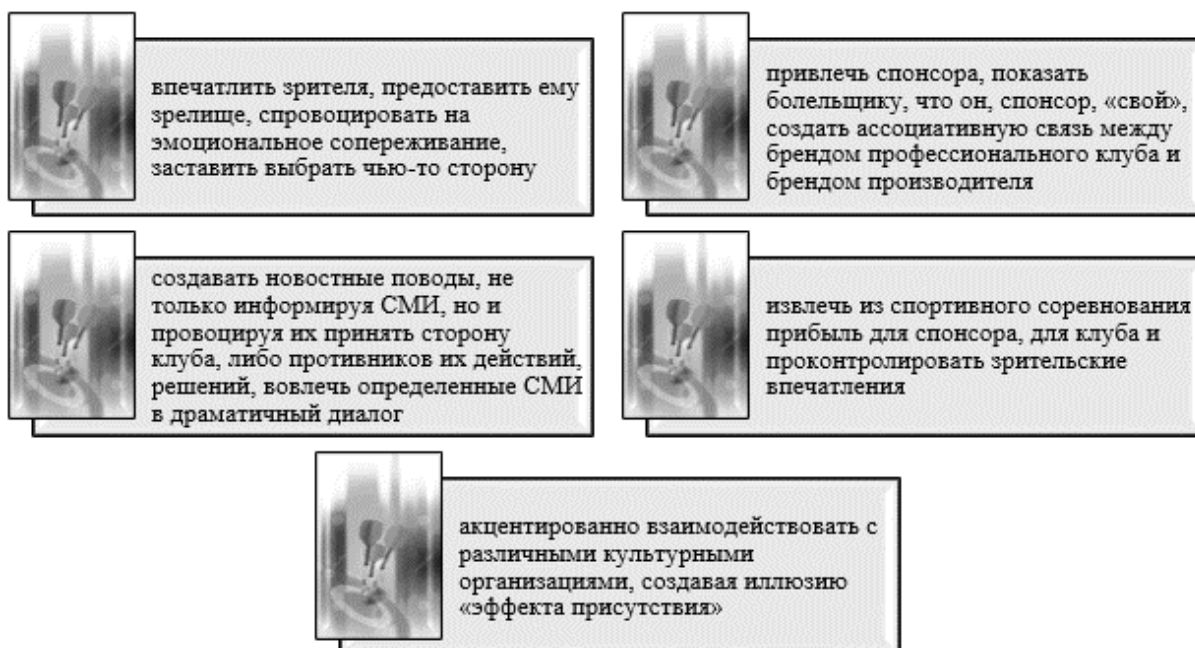 впечатлить зрителя, предоставить ему
зрелище, спровоцировать на
эмоциональное сопереживание,
заставить выбрать чью-то сторону
привлечь спонсора, показать
болельщику, что он, спонсор, «свой»,
создать ассоциативную связь между
брендом профессионального клуба и
брендом производителя
создавать новостные поводы, не
только информируя СМИ, но и
провоцируя их принять сторону
клуба, либо противников их действий,
решений, вовлечь определенные СМИ
в драматичный диалог
извлечь из спортивного соревнования
прибыль для спонсора, для клуба и
проконтролировать зрительские
впечатления
акцентированно взаимодействовать с
различными культурными
организациями, создавая иллюзию
«эффекта присутствия»